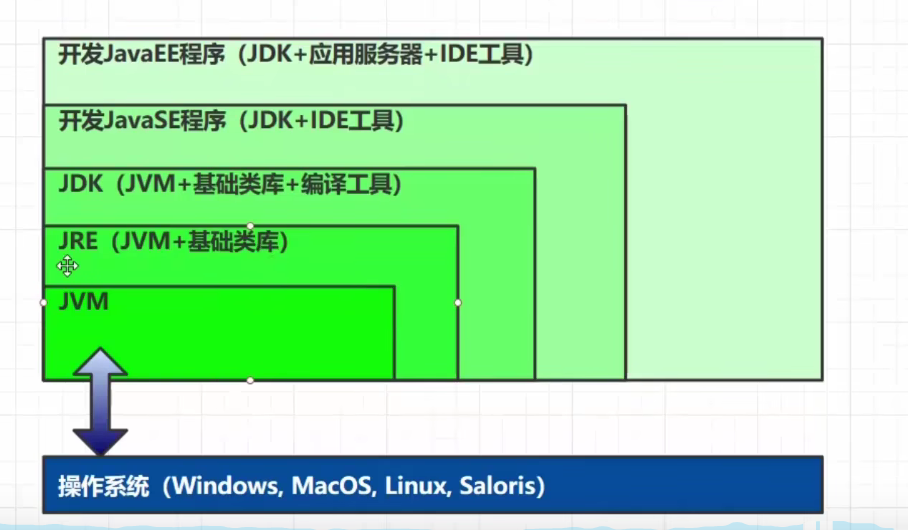 开发JavaEE程序（JDK+应用服务器+IDE工具）
开发JavaSE程序（JDK+IDE工具）
JDK（JVM+基础类库+编译工具）
JRE（JVM+基础类库）
JVM
操作系统（Windows, MacOS, Linux, Saloris）